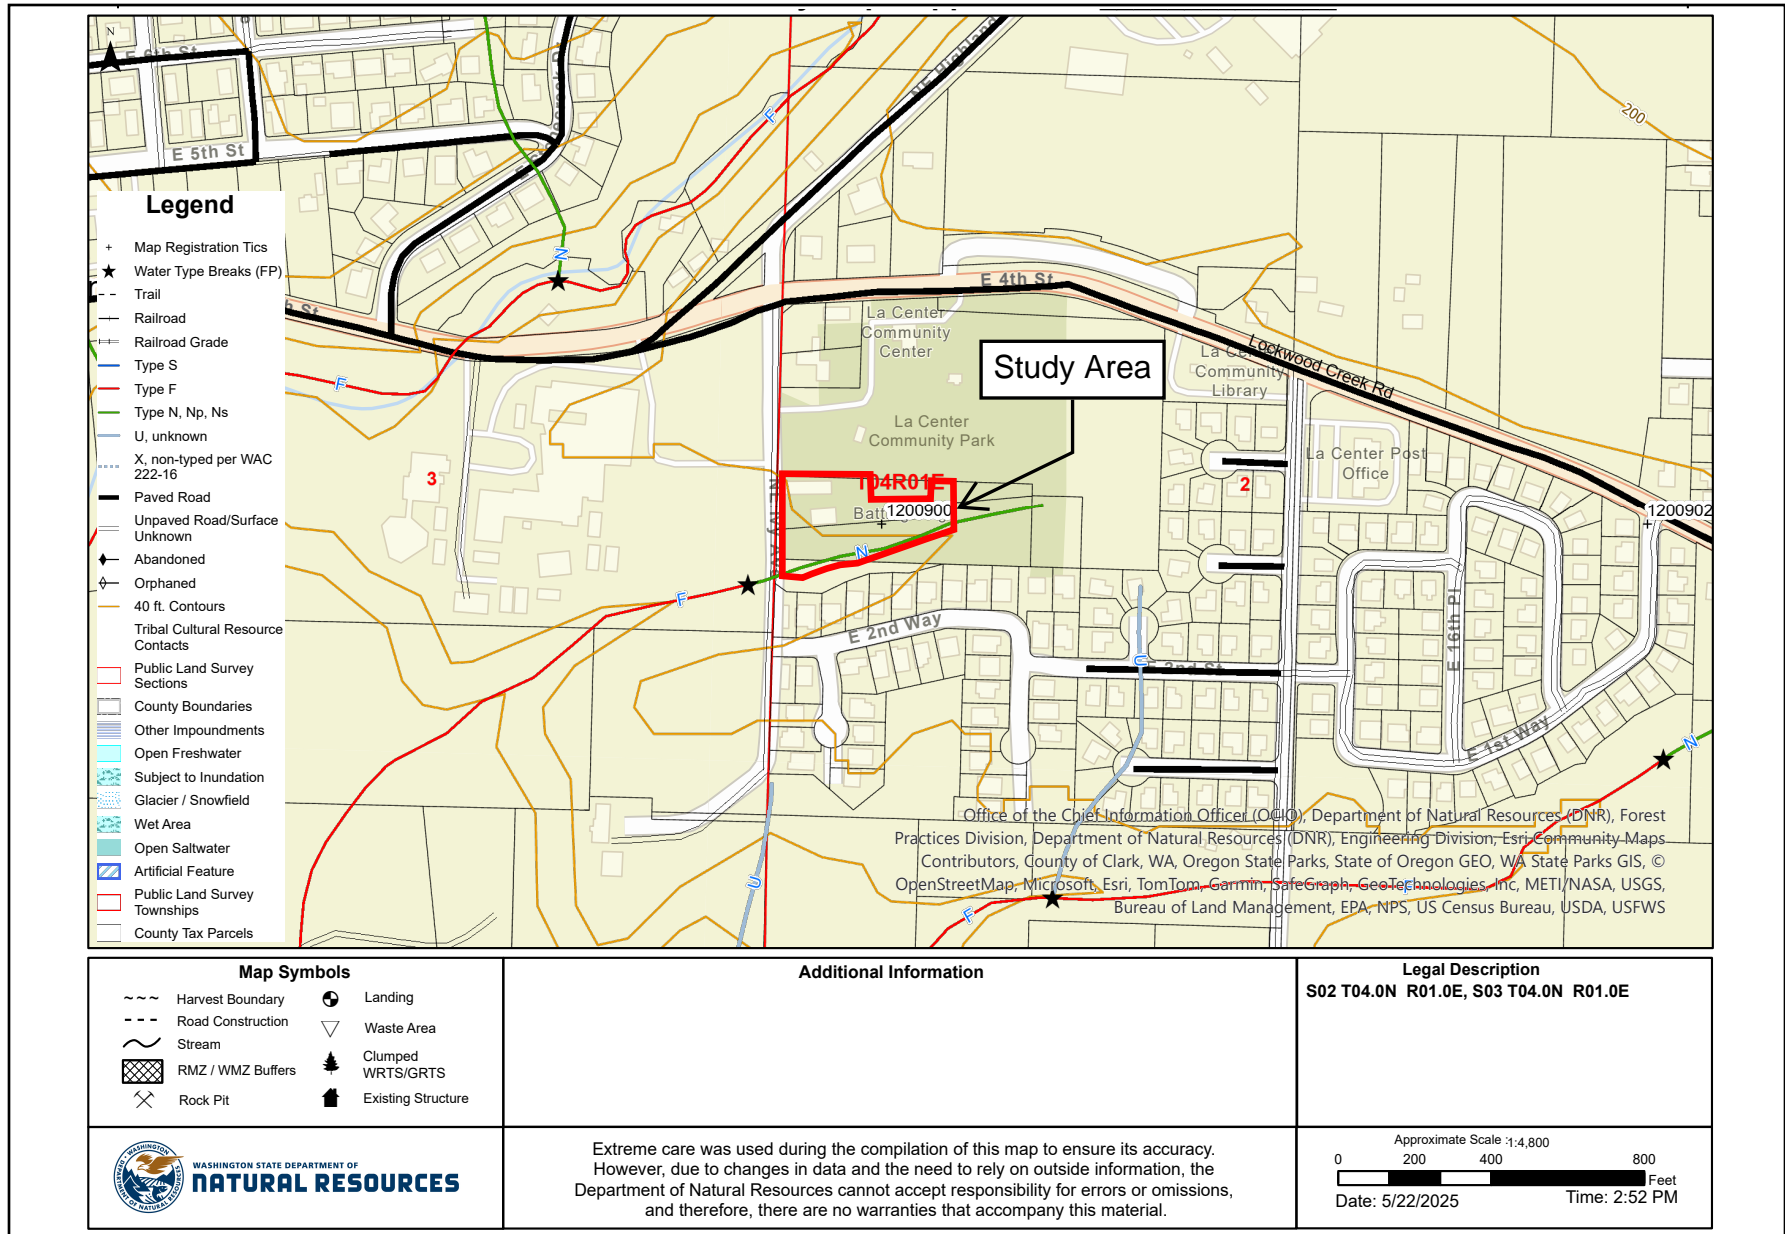 N
E 6th St
E 5th St
NE Highland
E 4th St
Lockwood Creek Rd
La Center
Community
Center
La Center
Community
Library
La Center
Community Park
La Center Post
Office
Study Area
T04R01E
1200900
1200902
3
2
200
E 2nd Way
E 2nd St
E 16th Pl
E 1st Way
F
N
F
N
F
U
U
F
F
N
Legend
Map Registration Tics
Water Type Breaks (FP)
Trail
Railroad
Railroad Grade
Type S
Type F
Type N, Np, Ns
U, unknown
X, non-typed per WAC
222-16
Paved Road
Unpaved Road/Surface
Unknown
Abandoned
Orphaned
40 ft. Contours
Tribal Cultural Resource
Contacts
Public Land Survey
Sections
County Boundaries
Other Impoundments
Open Freshwater
Subject to Inundation
Glacier / Snowfield
Wet Area
Open Saltwater
Artificial Feature
Public Land Survey
Townships
County Tax Parcels
Office of the Chief Information Officer (OCIO), Department of Natural Resources (DNR), Forest
Practices Division, Department of Natural Resources (DNR), Engineering Division, Esri Community Maps
Contributors, County of Clark, WA, Oregon State Parks, State of Oregon GEO, WA State Parks GIS, ©
OpenStreetMap, Microsoft, Esri, TomTom, Garmin, SafeGraph, GeoTechnologies, Inc, METI/NASA, USGS,
Bureau of Land Management, EPA, NPS, US Census Bureau, USDA, USFWS
Map Symbols
Harvest Boundary
Road Construction
Stream
RMZ / WMZ Buffers
Rock Pit
Landing
Waste Area
Clumped
WRTS/GRTS
Existing Structure
Additional Information
Legal Description
S02 T04.0N R01.0E, S03 T04.0N R01.0E
WASHINGTON STATE DEPARTMENT OF
NATURAL RESOURCES
Extreme care was used during the compilation of this map to ensure its accuracy.
However, due to changes in data and the need to rely on outside information, the
Department of Natural Resources cannot accept responsibility for errors or omissions,
and therefore, there are no warranties that accompany this material.
Approximate Scale :1:4,800
0 200 400 800
Feet
Date: 5/22/2025 Time: 2:52 PM